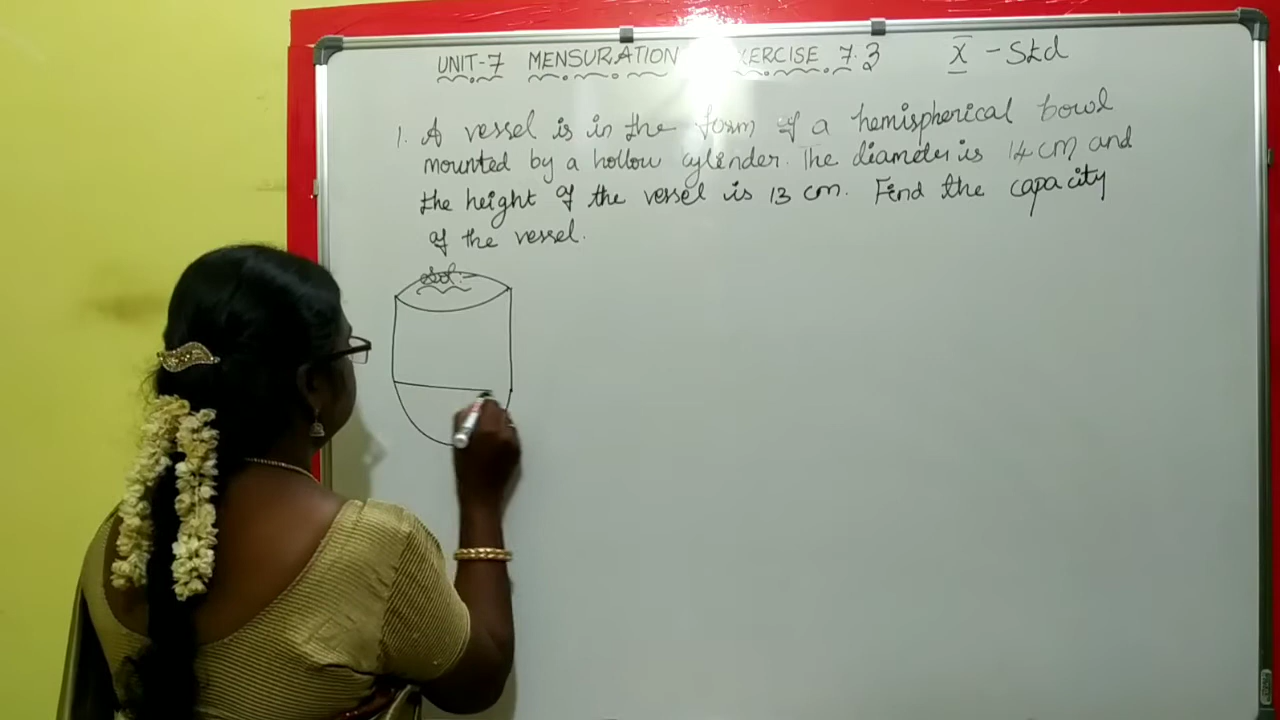 UNIT-7 MENSURATION EXERCISE 7.3 X - Std
1. A vessel is in the form of a hemispherical bowl
mounted by a hollow cylinder. The diameter is 14 cm and
the height of the vessel is 13 cm. Find the capacity
of the vessel.
Sol:-